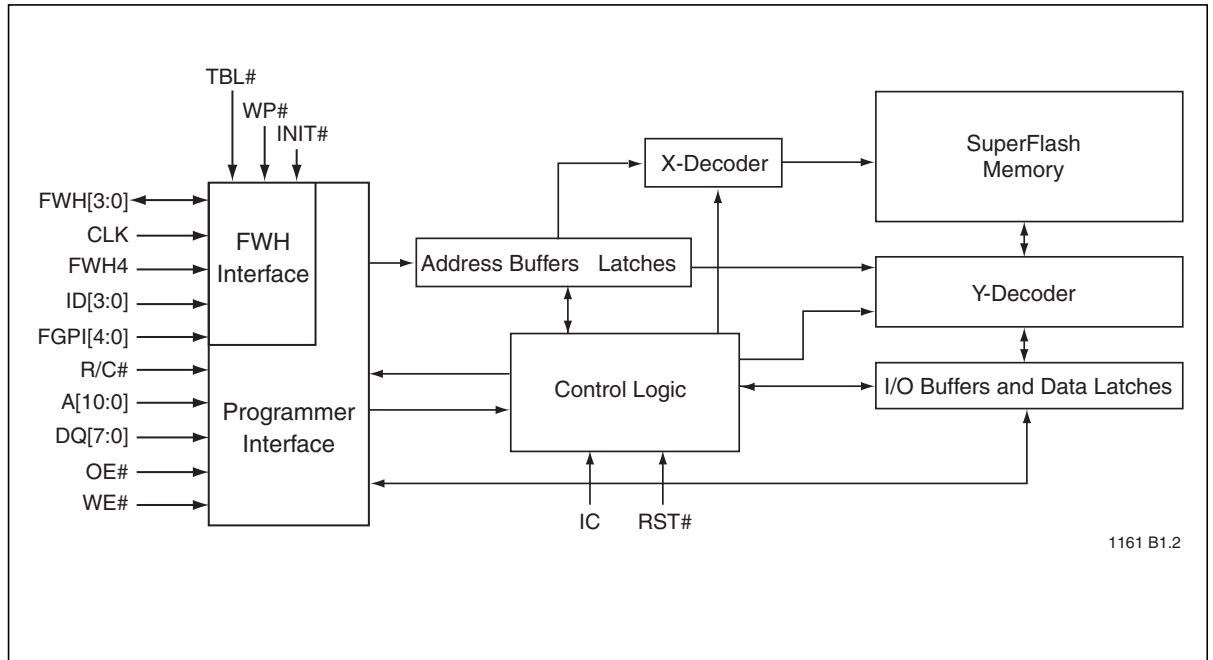 TBL#
WP#
INIT#
FWH[3:0]
CLK
FWH4
ID[3:0]
FGPI[4:0]
R/C#
A[10:0]
DQ[7:0]
OE#
WE#
FWH
Interface
Programmer
Interface
Address Buffers Latches
X-Decoder
Control Logic
IC
RST#
SuperFlash
Memory
Y-Decoder
I/O Buffers and Data Latches
1161 B1.2